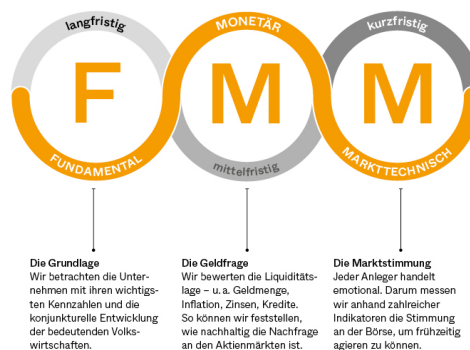 langfristig
F
FUNDAMENTAL
MONETÄR
M
mittelfristig
kurzfristig
M
MARKTTECHNISCH
Die Grundlage
Wir betrachten die Unter-
nehmen mit ihren wichtigs-
ten Kennzahlen und die
konjunkturelle Entwicklung
der bedeutenden Volks-
wirtschaften.
Die Geldfrage
Wir bewerten die Liquiditäts-
lage – u. a. Geldmenge,
Inflation, Zinsen, Kredite.
So können wir feststellen,
wie nachhaltig die Nachfrage
an den Aktienmärkten ist.
Die Marktstimmung
Jeder Anleger handelt
emotional. Darum messen
wir anhand zahlreicher
Indikatoren die Stimmung
an der Börse, um frühzeitig
agieren zu können.